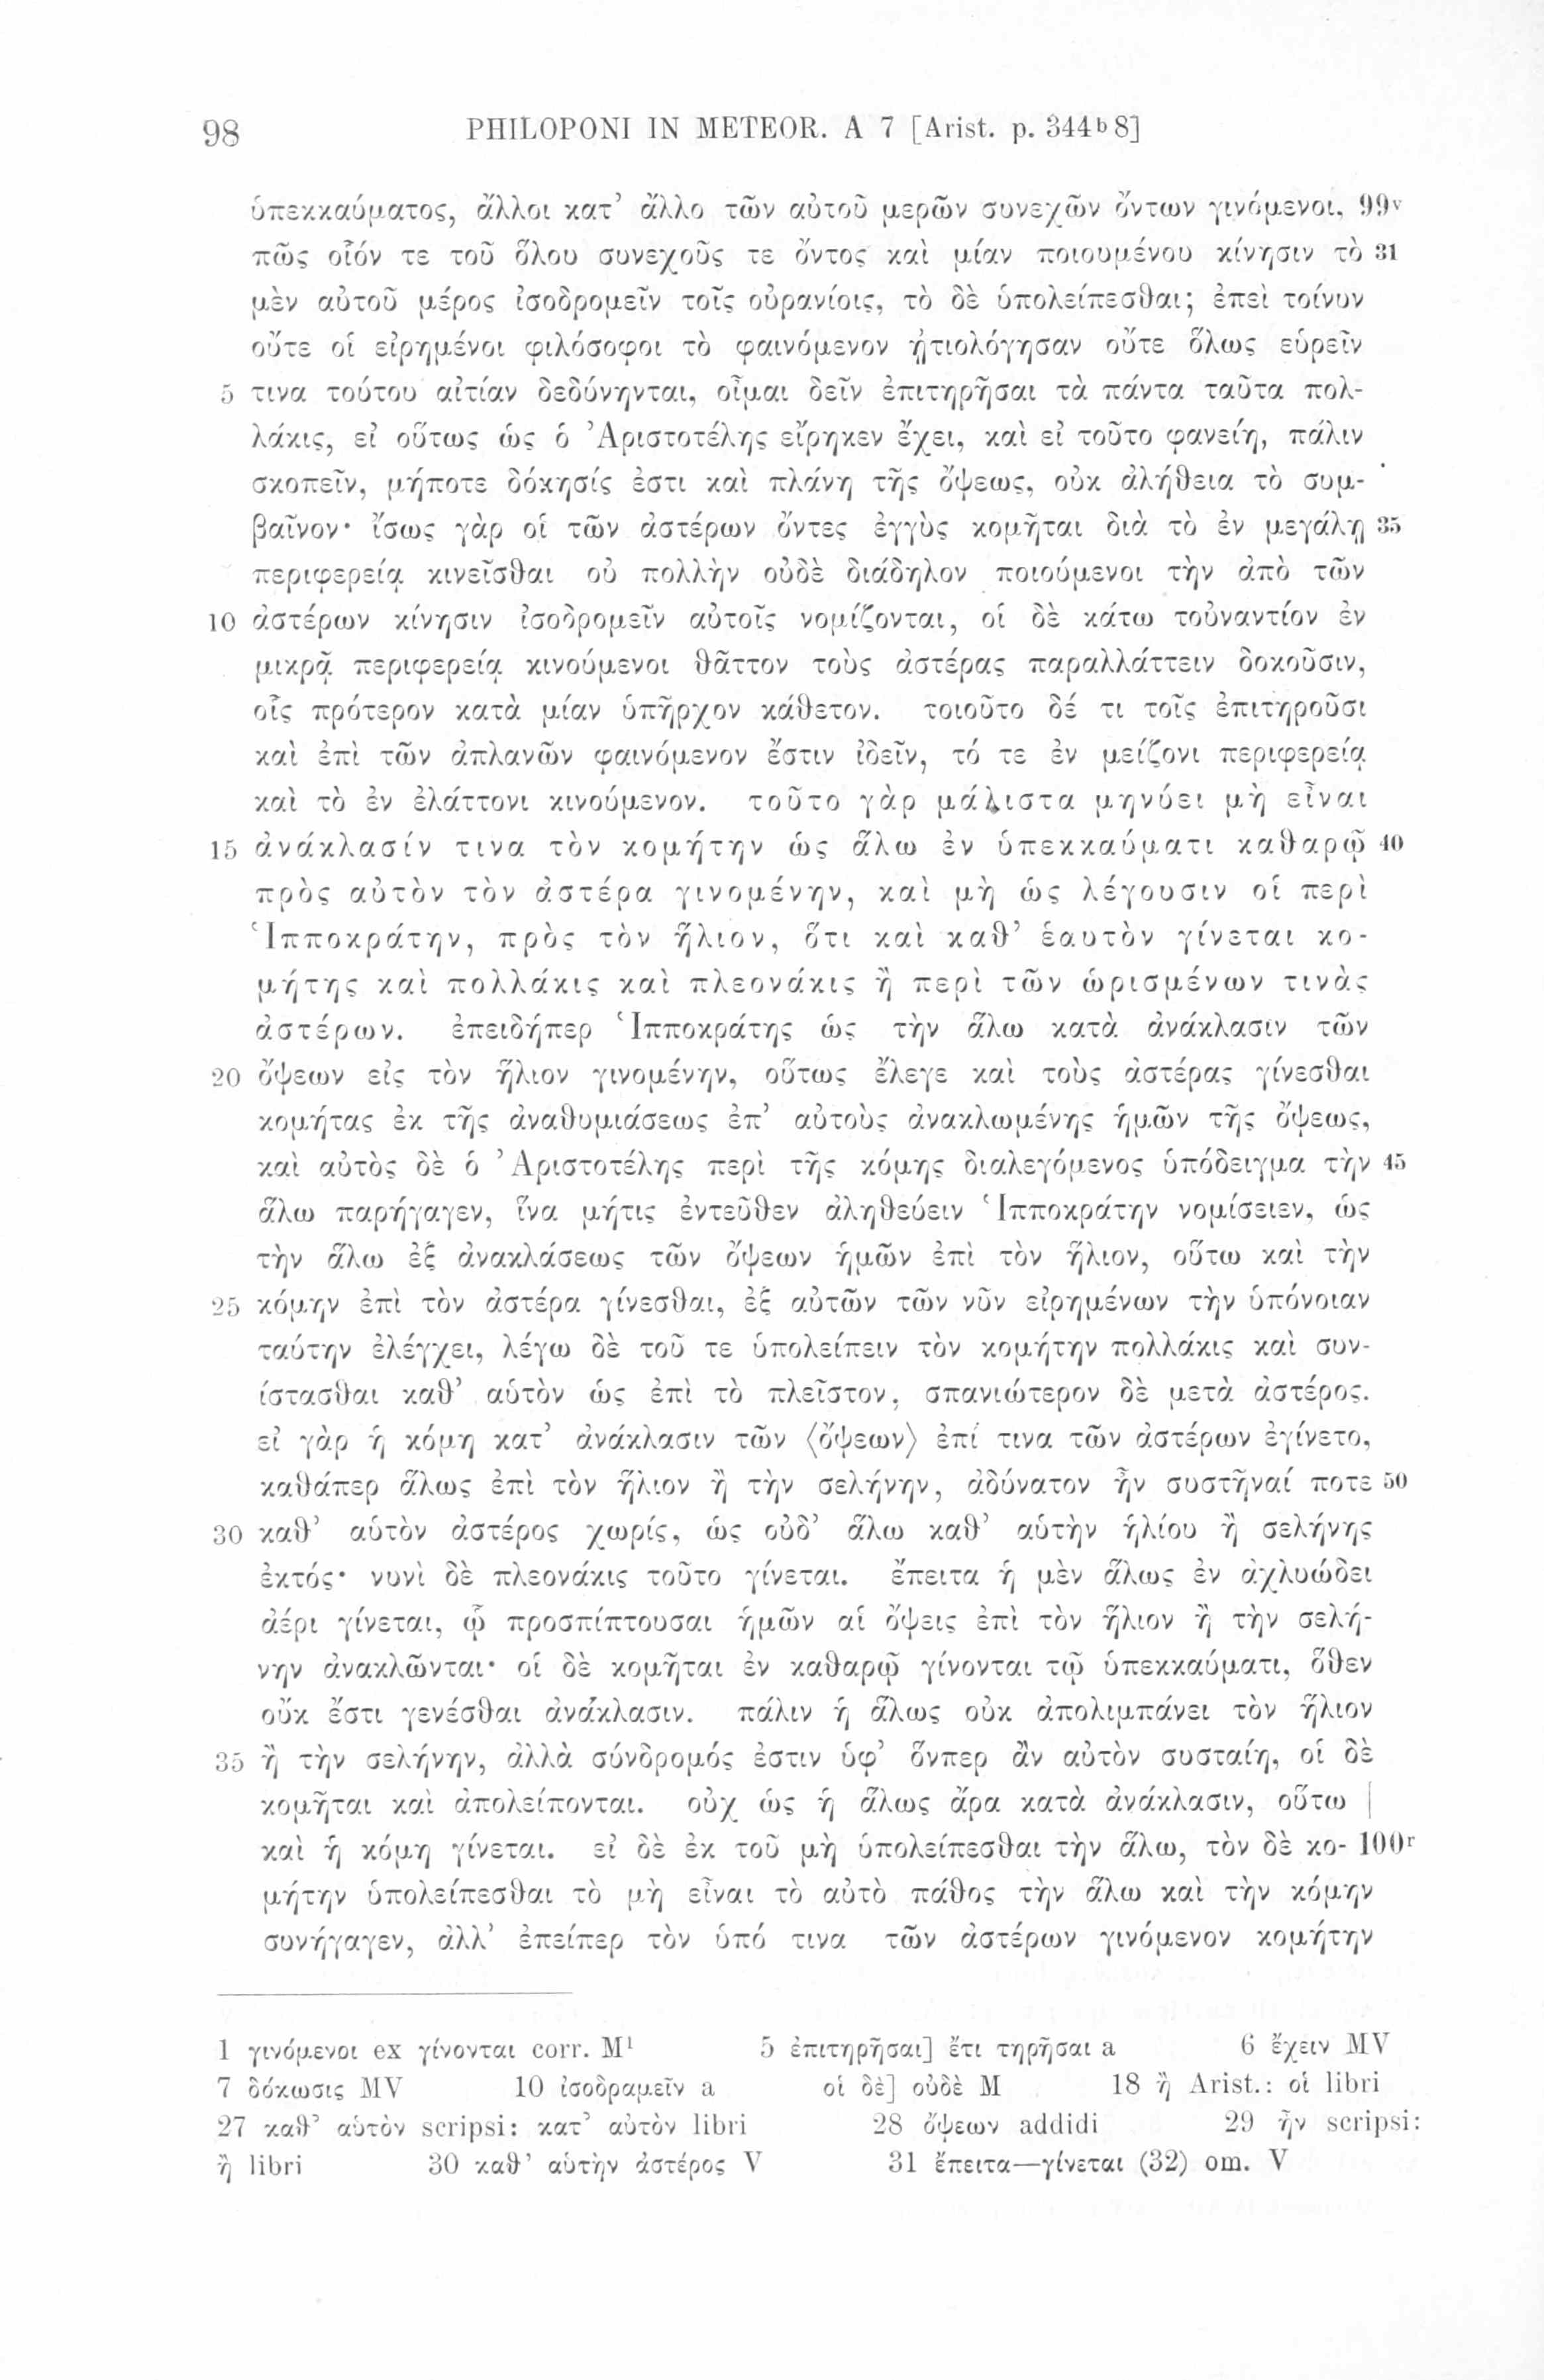 98 PHILOPONI IN METEOR. A 7 [Arist. p. 344ᵇ 8]
ὑπεκκαύματος, ἄλλοι κατ’ ἄλλο τῶν αὐτοῦ μερῶν συνεχῶν ὄντων γινόμενοι, 99ᵛ
πῶς οἷόν τε τοῦ ὅλου συνεχοῦς τε ὄντος καὶ μίαν ποιουμένου κίνησιν τὸ 31
μὲν αὐτοῦ μέρος ἰσοδρομεῖν τοῖς οὐρανίοις, τὸ δὲ ὑπολείπεσθαι; ἐπεὶ τοίνυν
οὔτε οἱ εἰρημένοι φιλόσοφοι τὸ φαινόμενον ᾐτιολόγησαν οὔτε ὅλως εὑρεῖν
5 τινα τούτου αἰτίαν δεδύνηνται, οἶμαι δεῖν ἐπιτηρῆσαι τὰ πάντα ταῦτα πολ-
λάκις, εἰ οὕτως ὡς ὁ Ἀριστοτέλης εἴρηκεν ἔχει, καὶ εἰ τοῦτο φανείη, πάλιν
σκοπεῖν, μήποτε δόκησίς ἐστι καὶ πλάνη τῆς ὄψεως, οὐκ ἀλήθεια τὸ συμ-
βαῖνον· ἴσως γὰρ οἱ τῶν ἀστέρων ὄντες ἐγγὺς κομῆται διὰ τὸ ἐν μεγάλῃ 35
περιφερείᾳ κινεῖσθαι οὐ πολλὴν οὐδὲ διάδηλον ποιούμενοι τὴν ἀπὸ τῶν
10 ἀστέρων κίνησιν ἰσοδρομεῖν αὐτοῖς νομίζονται, οἱ δὲ κάτω τοὐναντίον ἐν
μικρᾷ περιφερείᾳ κινούμενοι θᾶττον τοὺς ἀστέρας παραλλάττειν δοκοῦσιν,
οἷς πρότερον κατὰ μίαν ὑπῆρχον κάθετον. τοιοῦτο δέ τι τοῖς ἐπιτηροῦσι
καὶ ἐπὶ τῶν ἀπλανῶν φαινόμενον ἔστιν ἰδεῖν, τό τε ἐν μείζονι περιφερείᾳ
καὶ τὸ ἐν ἐλάττονι κινούμενον. τοῦτο γὰρ μάλιστα μηνύει μὴ εἶναι
15 ἀνάκλασίν τινα τὸν κομήτην ὡς ἅλω ἐν ὑπεκκαύματι καθαρῷ 40
πρὸς αὐτὸν τὸν ἀστέρα γινομένην, καὶ μὴ ὡς λέγουσιν οἱ περὶ
Ἱπποκράτην, πρὸς τὸν ἥλιον, ὅτι καὶ καθ’ ἑαυτὸν γίνεται κο-
μήτης καὶ πολλάκις καὶ πλεονάκις ἢ περὶ τῶν ὡρισμένων τινὰς
ἀστέρων. ἐπειδήπερ Ἱπποκράτης ὡς τὴν ἅλω κατὰ ἀνάκλασιν τῶν
20 ὄψεων εἰς τὸν ἥλιον γινομένην, οὕτως ἔλεγε καὶ τοὺς ἀστέρας γίνεσθαι
κομήτας ἐκ τῆς ἀναθυμιάσεως ἐπ’ αὐτοὺς ἀνακλωμένης ἡμῶν τῆς ὄψεως,
καὶ αὐτὸς δὲ ὁ Ἀριστοτέλης περὶ τῆς κόμης διαλεγόμενος ὑπόδειγμα τὴν 45
ἅλω παρήγαγεν, ἵνα μήτις ἐντεῦθεν ἀληθεύειν Ἱπποκράτην νομίσειεν, ὡς
τὴν ἅλω ἐξ ἀνακλάσεως τῶν ὄψεων ἡμῶν ἐπὶ τὸν ἥλιον, οὕτω καὶ τὴν
25 κόμην ἐπὶ τὸν ἀστέρα γίνεσθαι, ἐξ αὐτῶν τῶν νῦν εἰρημένων τὴν ὑπόνοιαν
ταύτην ἐλέγχει, λέγω δὲ τοῦ τε ὑπολείπειν τὸν κομήτην πολλάκις καὶ συν-
ίστασθαι καθ’ αὑτὸν ὡς ἐπὶ τὸ πλεῖστον, σπανιώτερον δὲ μετὰ ἀστέρος.
εἰ γὰρ ἡ κόμη κατ’ ἀνάκλασιν τῶν ⟨ὄψεων⟩ ἐπί τινα τῶν ἀστέρων ἐγίνετο,
καθάπερ ἅλως ἐπὶ τὸν ἥλιον ἢ τὴν σελήνην, ἀδύνατον ἦν συστῆναί ποτε 50
30 καθ’ αὑτὸν ἀστέρος χωρίς, ὡς οὐδ’ ἅλω καθ’ αὑτὴν ἡλίου ἢ σελήνης
ἐκτός· νυνὶ δὲ πλεονάκις τοῦτο γίνεται. ἔπειτα ἡ μὲν ἅλως ἐν ἀχλυώδει
ἀέρι γίνεται, ᾧ προσπίπτουσαι ἡμῶν αἱ ὄψεις ἐπὶ τὸν ἥλιον ἢ τὴν σελή-
νην ἀνακλῶνται· οἱ δὲ κομῆται ἐν καθαρῷ γίνονται τῷ ὑπεκκαύματι, ὅθεν
οὐκ ἔστι γενέσθαι ἀνάκλασιν. πάλιν ἡ ἅλως οὐκ ἀπολιμπάνει τὸν ἥλιον
35 ἢ τὴν σελήνην, ἀλλὰ σύνδρομός ἐστιν ὑφ’ ὅνπερ ἂν αὐτὸν συσταίη, οἱ δὲ
κομῆται καὶ ἀπολείπονται. οὐχ ὡς ἡ ἅλως ἄρα κατὰ ἀνάκλασιν, οὕτω |
καὶ ἡ κόμη γίνεται. εἰ δὲ ἐκ τοῦ μὴ ὑπολείπεσθαι τὴν ἅλω, τὸν δὲ κο- 100ʳ
μήτην ὑπολείπεσθαι τὸ μὴ εἶναι τὸ αὐτὸ πάθος τὴν ἅλω καὶ τὴν κόμην
συνήγαγεν, ἀλλ’ ἐπείπερ τὸν ὑπό τινα τῶν ἀστέρων γινόμενον κομήτην
1 γινόμενοι ex γίνονται corr. M¹ 5 ἐπιτηρῆσαι] ἔτι τηρῆσαι a 6 ἔχειν MV
7 δόκωσις MV 10 ἰσοδραμεῖν a οἱ δὲ] οὐδὲ M 18 ἢ Arist.: οἱ libri
27 καθ’ αὑτὸν scripsi: κατ’ αὐτὸν libri 28 ὄψεων addidi 29 ἦν scripsi:
ἢ libri 30 καθ’ αὑτὴν ἀστέρος V 31 ἔπειτα—γίνεται (32) om. V